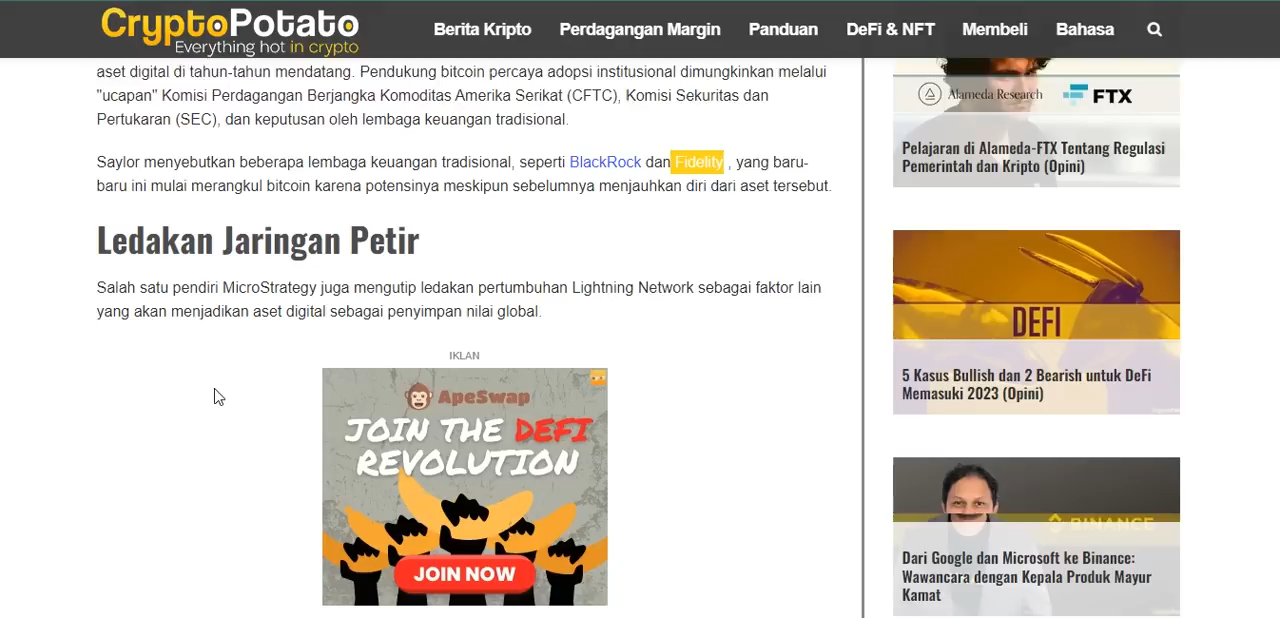 CryptoPotato
Everything hot in crypto
Berita Kripto Perdagangan Margin Panduan DeFi & NFT Membeli Bahasa
aset digital di tahun-tahun mendatang. Pendukung bitcoin percaya adopsi institusional dimungkinkan melalui
"ucapan" Komisi Perdagangan Berjangka Komoditas Amerika Serikat (CFTC), Komisi Sekuritas dan
Pertukaran (SEC), dan keputusan oleh lembaga keuangan tradisional.
Saylor menyebutkan beberapa lembaga keuangan tradisional, seperti BlackRock dan Fidelity , yang baru-
baru ini mulai merangkul bitcoin karena potensinya meskipun sebelumnya menjauhkan diri dari aset tersebut.
Ledakan Jaringan Petir
Salah satu pendiri MicroStrategy juga mengutip ledakan pertumbuhan Lightning Network sebagai faktor lain
yang akan menjadikan aset digital sebagai penyimpan nilai global.
IKLAN
ApeSwap
JOIN THE DEFI
REVOLUTION
JOIN NOW
Alameda Research FTX
Pelajaran di Alameda-FTX Tentang Regulasi
Pemerintah dan Kripto (Opini)
DEFI
5 Kasus Bullish dan 2 Bearish untuk DeFi
Memasuki 2023 (Opini)
BINANCE
Dari Google dan Microsoft ke Binance:
Wawancara dengan Kepala Produk Mayur
Kamat